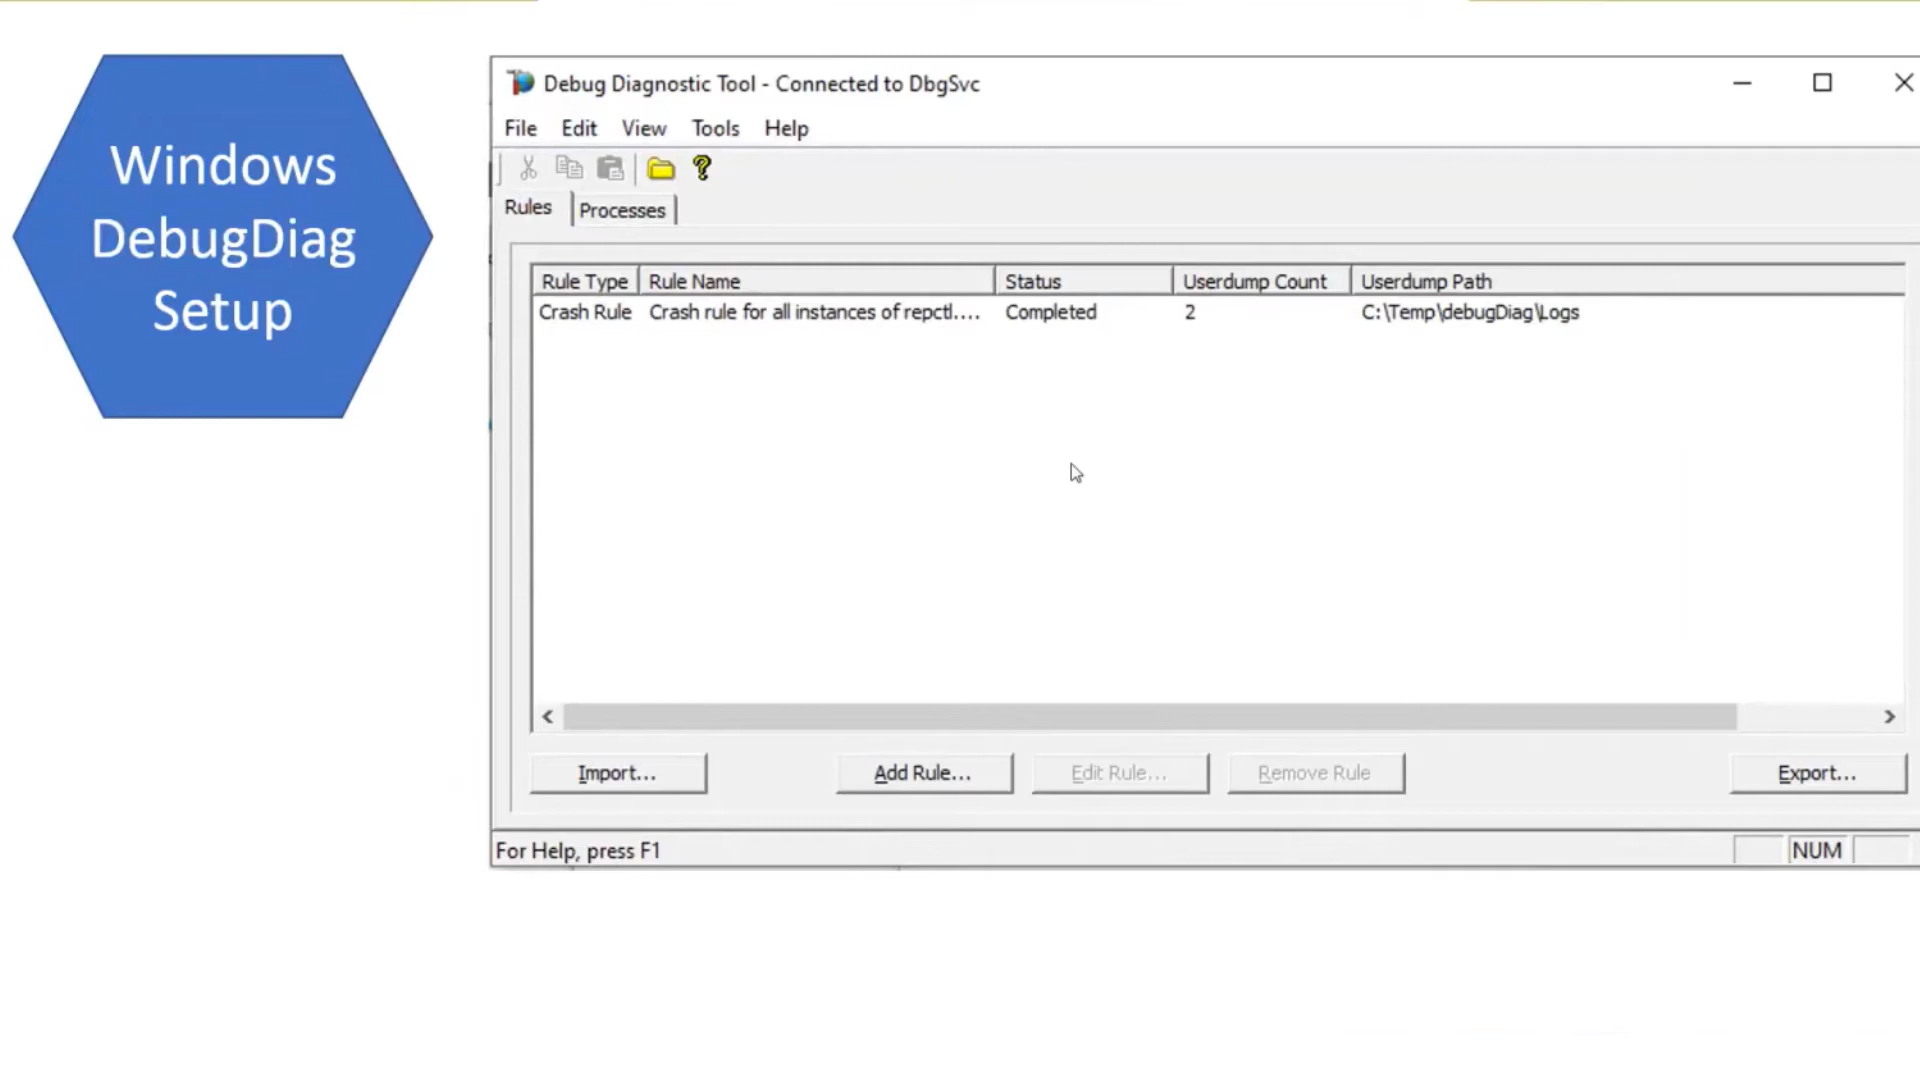 Windows
DebugDiag
Setup
Debug Diagnostic Tool - Connected to DbgSvc
File Edit View Tools Help
Rules Processes
Rule Type Rule Name Status Userdump Count Userdump Path
Crash Rule Crash rule for all instances of repctl.... Completed 2 C:\Temp\debugDiag\Logs
Import... Add Rule... Edit Rule... Remove Rule Export...
For Help, press F1 NUM